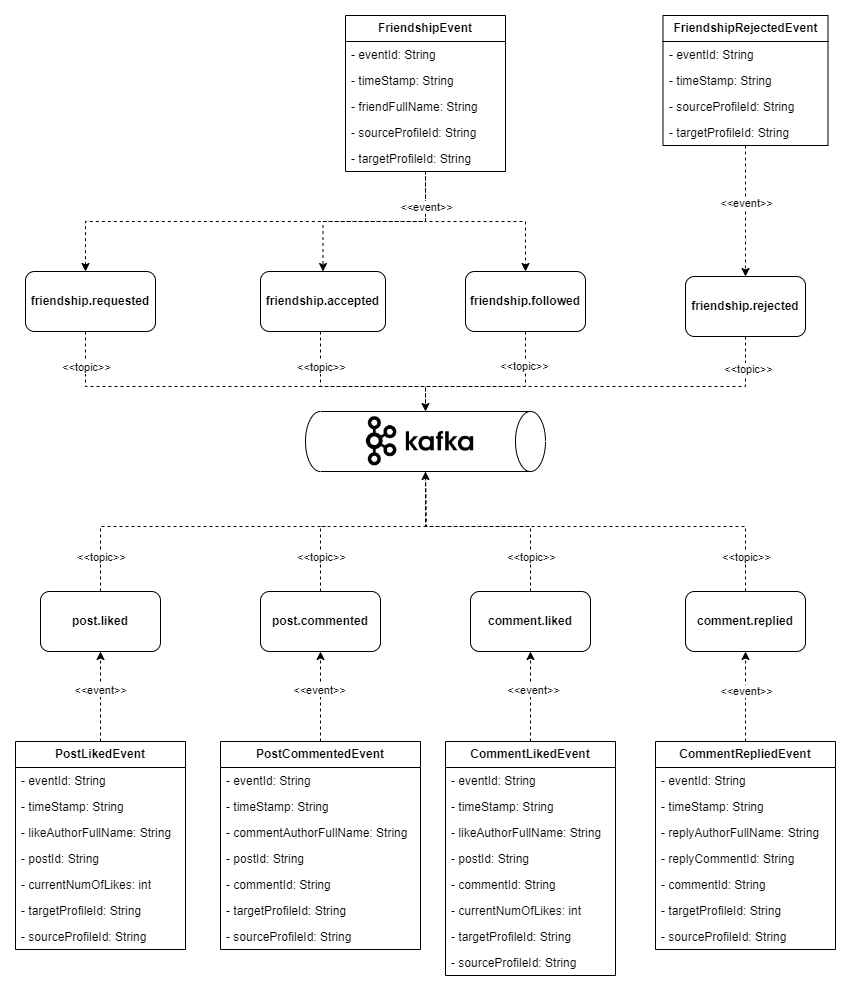 FriendshipEvent
- eventId: String
- timeStamp: String
- friendFullName: String
- sourceProfileId: String
- targetProfileId: String
FriendshipRejectedEvent
- eventId: String
- timeStamp: String
- sourceProfileId: String
- targetProfileId: String
<<event>>
<<event>>
friendship.requested
friendship.accepted
friendship.followed
friendship.rejected
<<topic>>
<<topic>>
<<topic>>
<<topic>>
kafka
<<topic>>
<<topic>>
<<topic>>
<<topic>>
post.liked
post.commented
comment.liked
comment.replied
<<event>>
<<event>>
<<event>>
<<event>>
PostLikedEvent
- eventId: String
- timeStamp: String
- likeAuthorFullName: String
- postId: String
- currentNumOfLikes: int
- targetProfileId: String
- sourceProfileId: String
PostCommentedEvent
- eventId: String
- timeStamp: String
- commentAuthorFullName: String
- postId: String
- commentId: String
- targetProfileId: String
- sourceProfileId: String
CommentLikedEvent
- eventId: String
- timeStamp: String
- likeAuthorFullName: String
- postId: String
- commentId: String
- currentNumOfLikes: int
- targetProfileId: String
- sourceProfileId: String
CommentRepliedEvent
- eventId: String
- timeStamp: String
- replyAuthorFullName: String
- replyCommentId: String
- commentId: String
- targetProfileId: String
- sourceProfileId: String